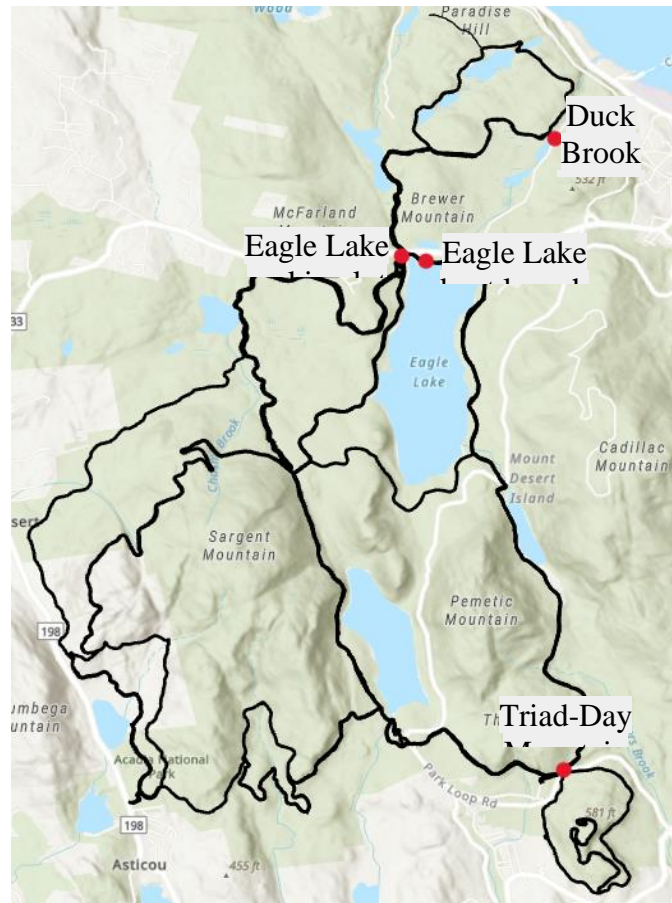 Paradise
Hill
Duck
Brook
532 ft
Brewer
Mountain
McFarland
Eagle Lake
Eagle Lake
33
Eagle
Lake
Brook
Cadillac
Mountain
Mount
Desert
Island
Sargent
Mountain
Pemetic
Mountain
198
Triad-Day
Brook
Acadia National
Park
Park Loop Rd
581 ft
198
Asticou
455 ft